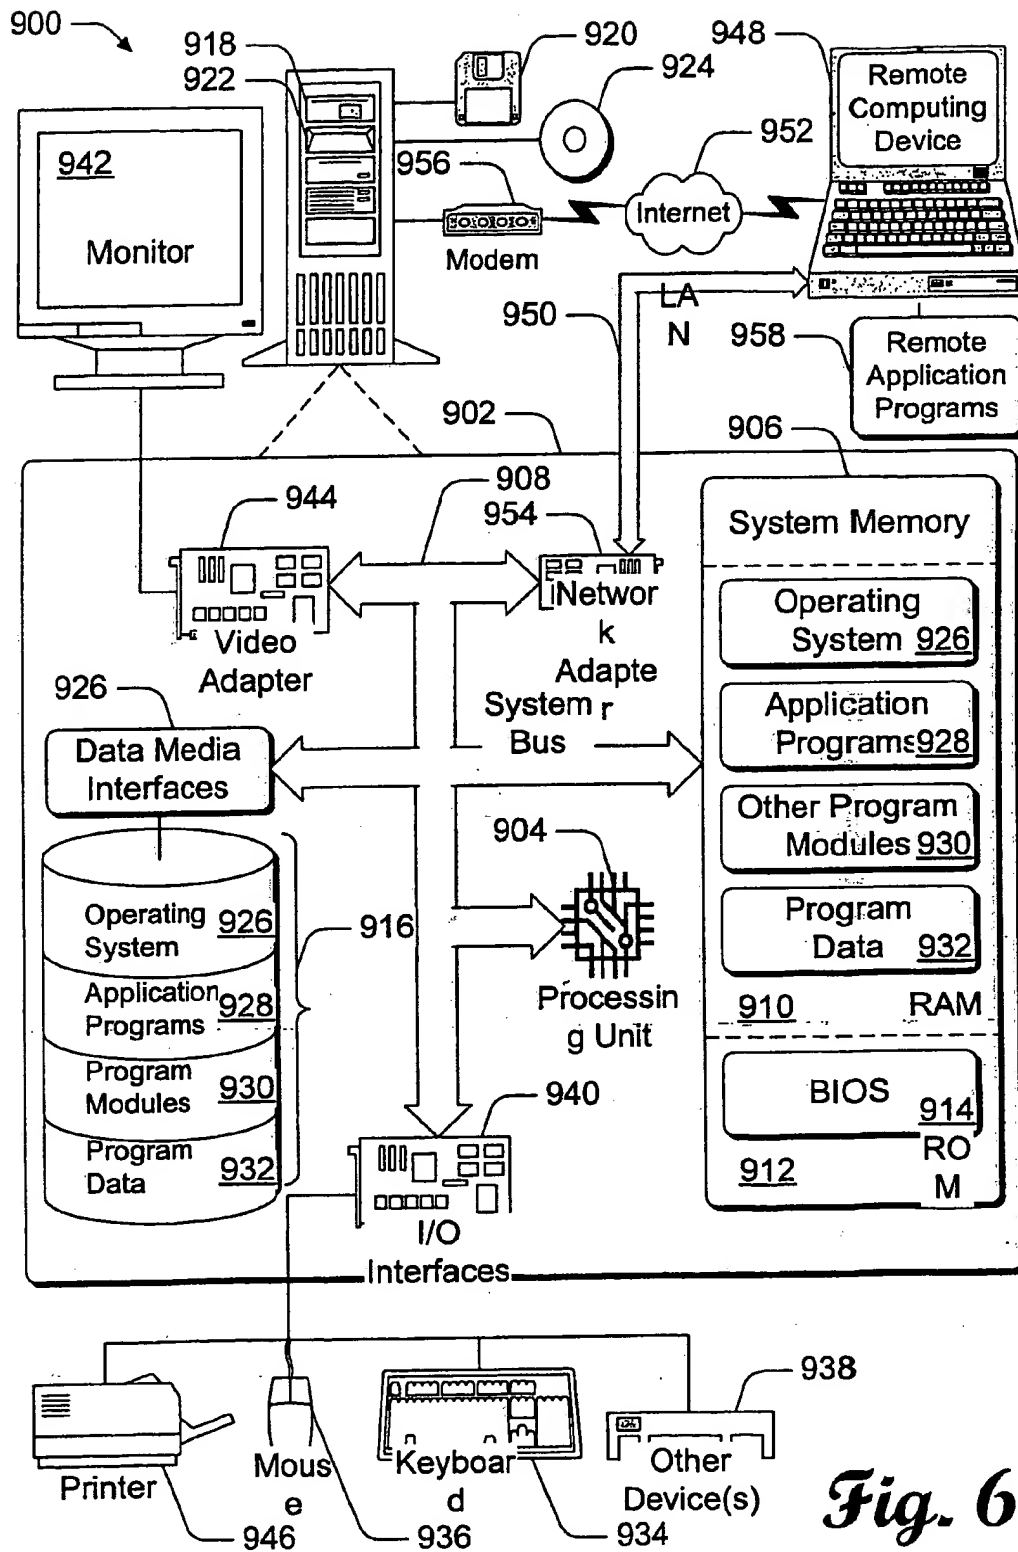 900
918
922
920
924
948
Remote
Computing
Device
952
956
942
Monitor
Internet
Modem
LA
N
950
958
Remote
Application
Programs
902
906
908
944
954
System Memory
Networ
k
Adapte
r
Video
Adapter
Operating
System 926
926
System
Bus
Application
Programs 928
Data Media
Interfaces
Other Program
Modules 930
904
Operating
System 926
916
Program
Data 932
Application
Programs 928
Processin
g Unit
910 RAM
Program
Modules 930
940
BIOS
914
Program
Data 932
912
RO
M
I/O
Interfaces
938
Printer
Mous
e
Keyboar
d
Other
Device(s)
946
936
934
Fig. 6